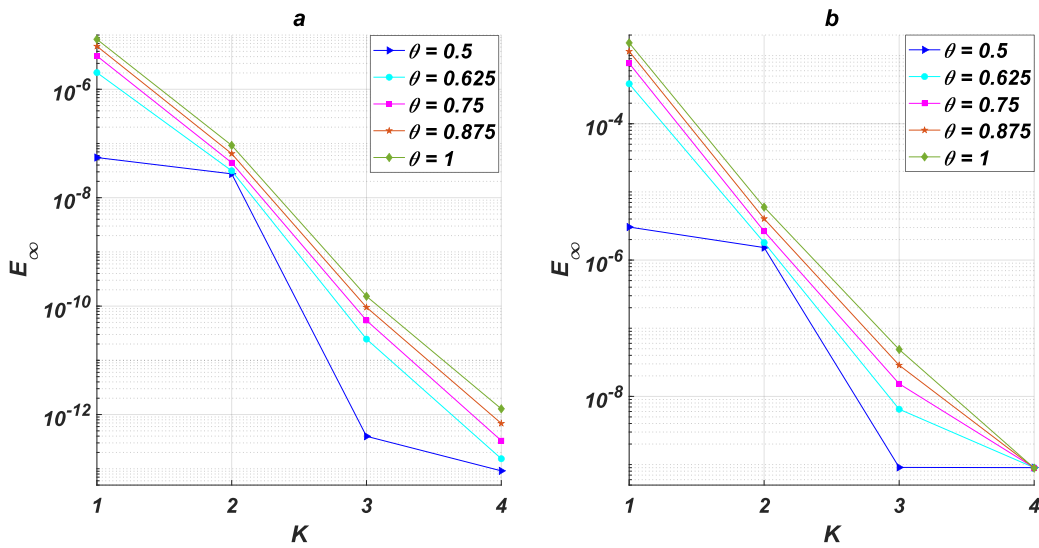 a
θ = 0.5
θ = 0.625
θ = 0.75
θ = 0.875
θ = 1
10^-6
10^-8
10^-10
10^-12
E_∞
1 2 3 4
K
b
θ = 0.5
θ = 0.625
θ = 0.75
θ = 0.875
θ = 1
10^-4
10^-6
10^-8
E_∞
1 2 3 4
K